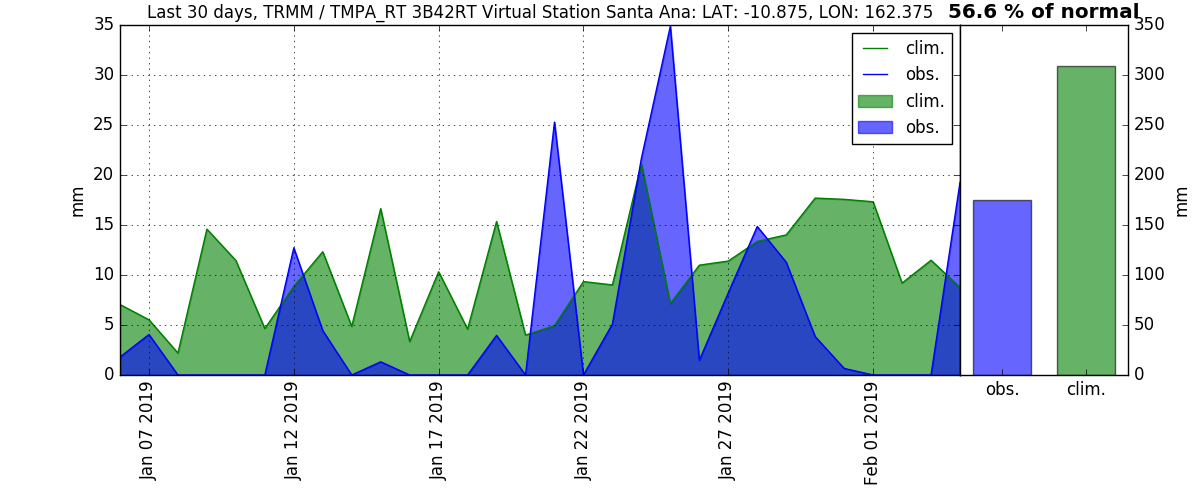 Last 30 days, TRMM / TMPA_RT 3B42RT Virtual Station Santa Ana: LAT: -10.875, LON: 162.375
56.6 % of normal
35
30
25
20
15
10
5
0
mm
clim.
obs.
clim.
obs.
Jan 07 2019
Jan 12 2019
Jan 17 2019
Jan 22 2019
Jan 27 2019
Feb 01 2019
350
300
250
200
150
100
50
0
mm
obs.
clim.